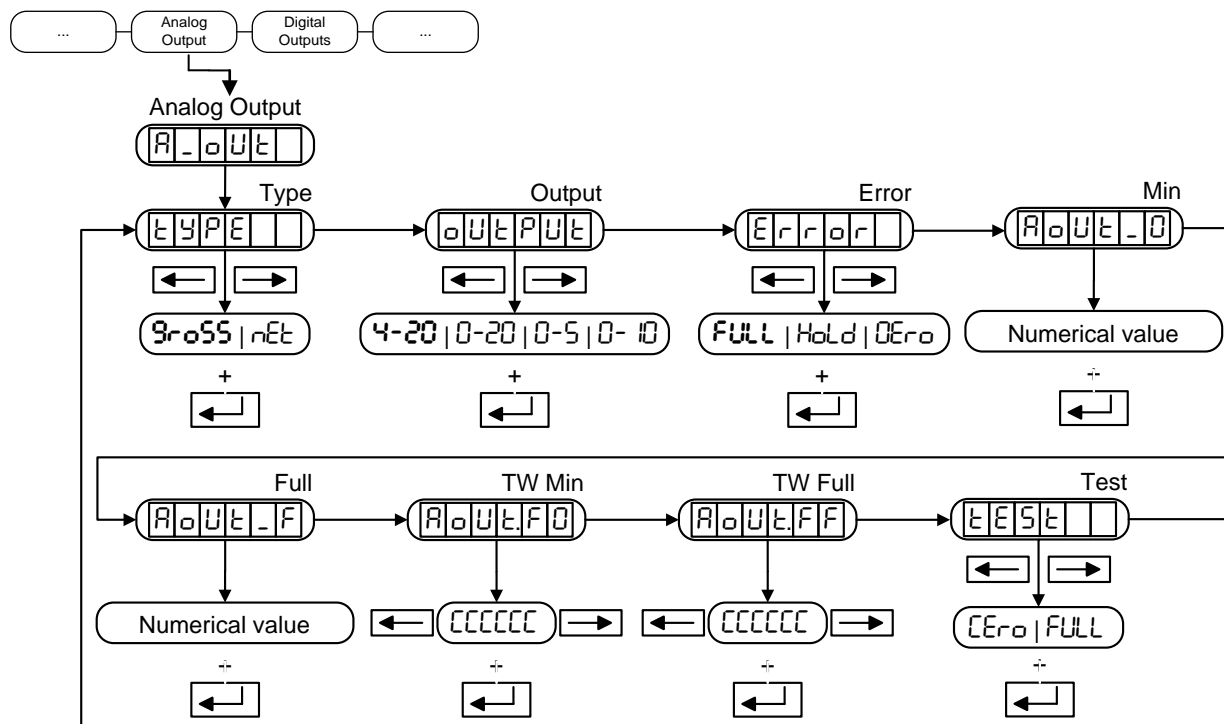 ...
Analog
Output
Digital
Outputs
...
Analog Output
A_oUt
Type
Output
Error
Min
tYPE
oUtPUt
Error
AoUt_0
groSS | nEt
4-20 | 0-20 | 0-5 | 0-10
FULL | HoLd | 0Ero
Numerical value
+
+
+
+
Full
TW Min
TW Full
Test
AoUt_F
AoUt.F0
AoUt.FF
tESt
Numerical value
CCCCCC
CCCCCC
CEro | FULL
+
+
+
+